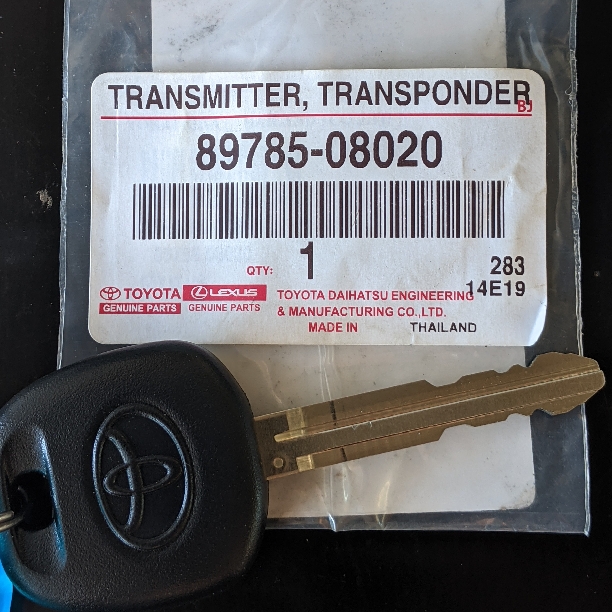 TRANSMITTER, TRANSPONDER
BJ
89785-08020
QTY: 1
283
14E19
TOYOTA LEXUS
GENUINE PARTS GENUINE PARTS
TOYOTA DAIHATSU ENGINEERING
& MANUFACTURING CO.,LTD.
MADE IN THAILAND